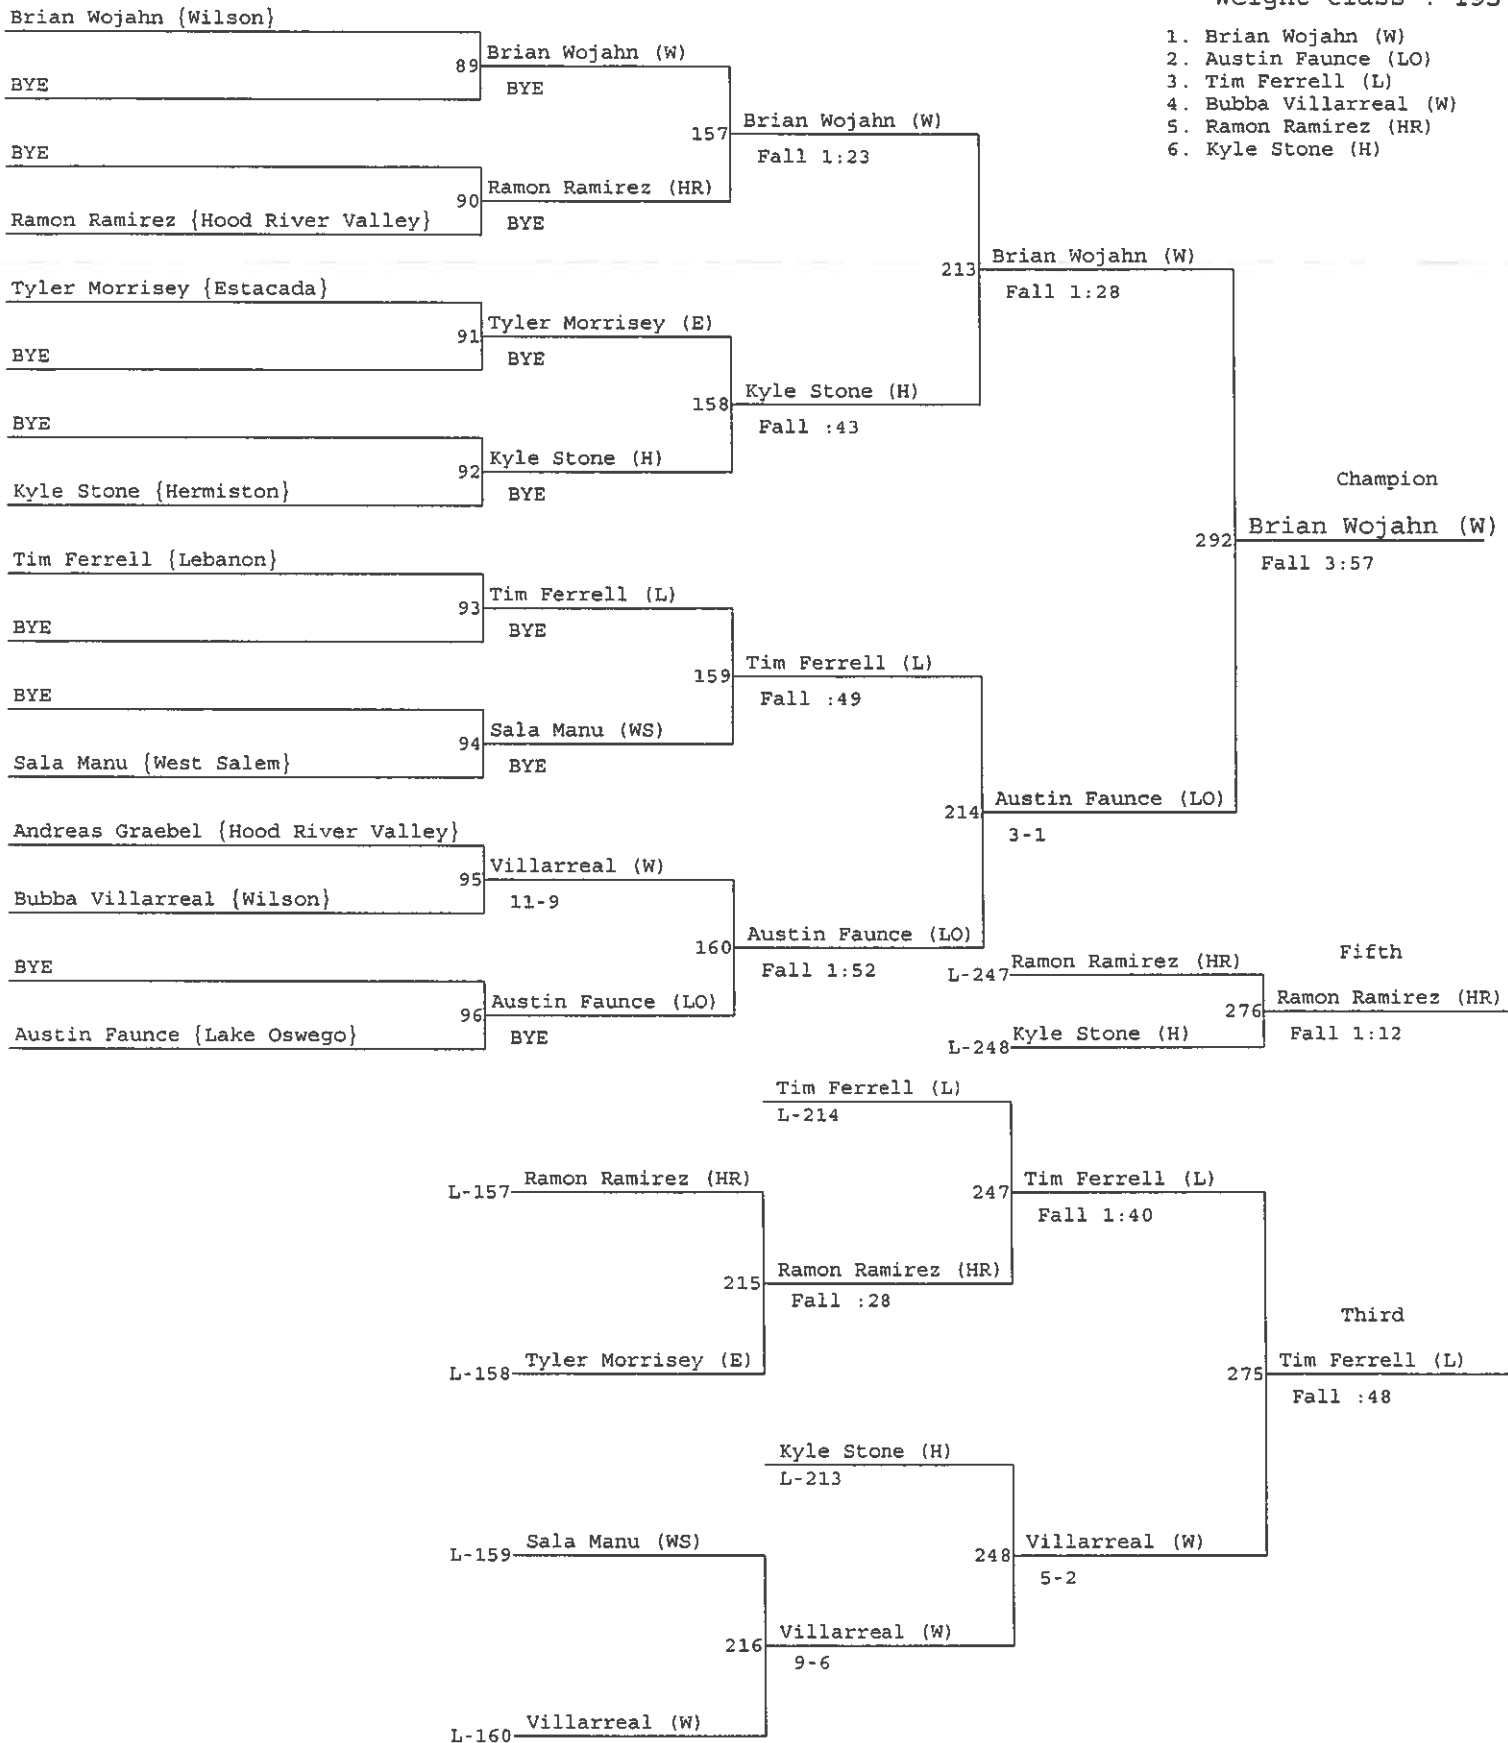 Weight Class : 195
1. Brian Wojahn (W)
2. Austin Faunce (LO)
3. Tim Ferrell (L)
4. Bubba Villarreal (W)
5. Ramon Ramirez (HR)
6. Kyle Stone (H)
Brian Wojahn {Wilson}
89 Brian Wojahn (W)
BYE
BYE
157 Brian Wojahn (W)
Fall 1:23
BYE
90 Ramon Ramirez (HR)
Ramon Ramirez {Hood River Valley}
BYE
213 Brian Wojahn (W)
Fall 1:28
Tyler Morrisey {Estacada}
91 Tyler Morrisey (E)
BYE
BYE
158 Kyle Stone (H)
Fall :43
BYE
92 Kyle Stone (H)
Kyle Stone {Hermiston}
BYE
Champion
292 Brian Wojahn (W)
Fall 3:57
Tim Ferrell {Lebanon}
93 Tim Ferrell (L)
BYE
BYE
159 Tim Ferrell (L)
Fall :49
BYE
94 Sala Manu (WS)
Sala Manu {West Salem}
BYE
214 Austin Faunce (LO)
3-1
Andreas Graebel {Hood River Valley}
95 Villarreal (W)
Bubba Villarreal {Wilson}
11-9
160 Austin Faunce (LO)
Fall 1:52
BYE
96 Austin Faunce (LO)
Austin Faunce {Lake Oswego}
BYE
Fifth
L-247 Ramon Ramirez (HR)
276 Ramon Ramirez (HR)
Fall 1:12
L-248 Kyle Stone (H)
Tim Ferrell (L)
L-214
L-157 Ramon Ramirez (HR)
247 Tim Ferrell (L)
Fall 1:40
215 Ramon Ramirez (HR)
Fall :28
L-158 Tyler Morrisey (E)
Third
275 Tim Ferrell (L)
Fall :48
Kyle Stone (H)
L-213
L-159 Sala Manu (WS)
248 Villarreal (W)
5-2
216 Villarreal (W)
9-6
L-160 Villarreal (W)